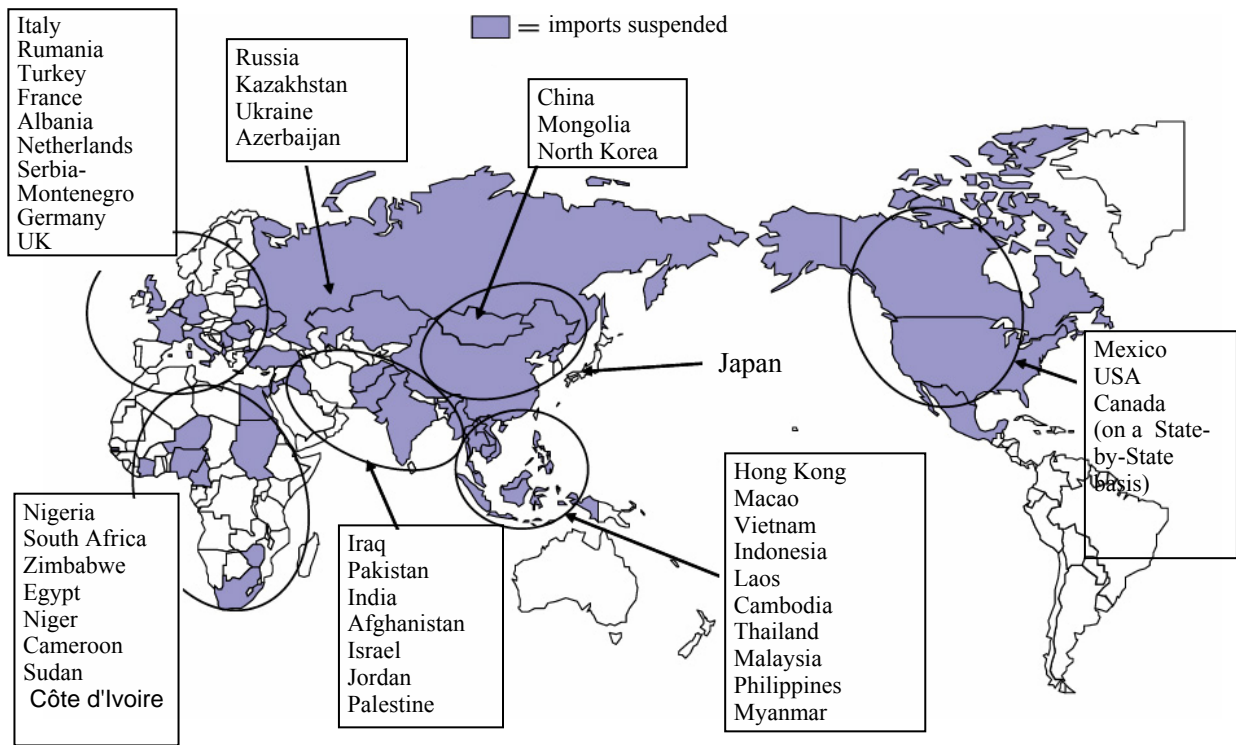 Italy
Rumania
Turkey
France
Albania
Netherlands
Serbia-
Montenegro
Germany
UK
= imports suspended
Russia
Kazakhstan
Ukraine
Azerbaijan
China
Mongolia
North Korea
Japan
Mexico
USA
Canada
(on a State-
by-State
basis)
Nigeria
South Africa
Zimbabwe
Egypt
Niger
Cameroon
Sudan
Côte d'Ivoire
Iraq
Pakistan
India
Afghanistan
Israel
Jordan
Palestine
Hong Kong
Macao
Vietnam
Indonesia
Laos
Cambodia
Thailand
Malaysia
Philippines
Myanmar